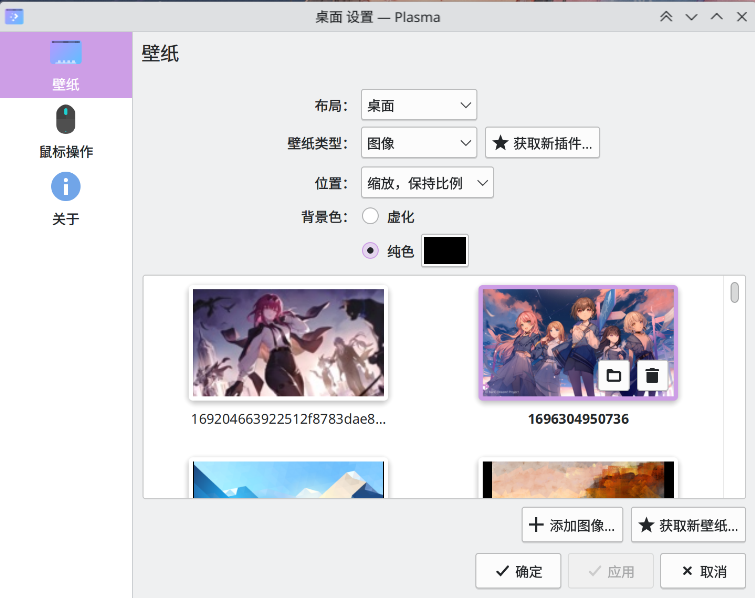 桌面 设置 — Plasma
壁纸
鼠标操作
关于
壁纸
布局：
桌面
壁纸类型：
图像
获取新插件...
位置：
缩放，保持比例
背景色：
虚化
纯色
169204663922512f8783dae8...
1696304950736
添加图像...
获取新壁纸...
确定
应用
取消